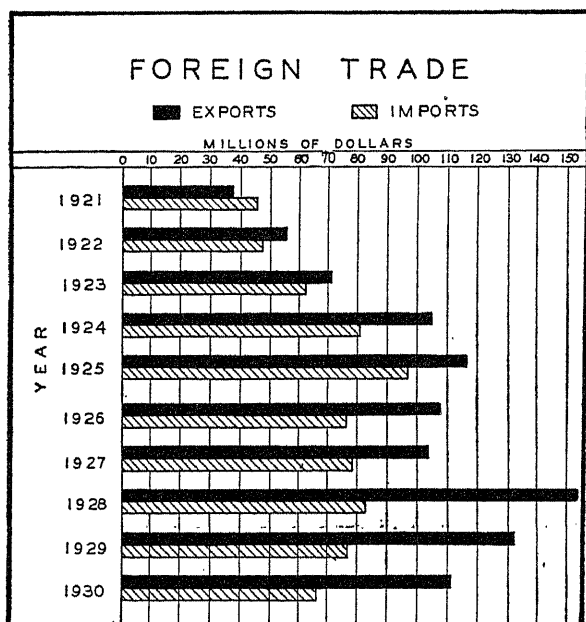 FOREIGN TRADE
EXPORTS IMPORTS
MILLIONS OF DOLLARS
0 10 20 30 40 50 60 70 80 90 100 110 120 130 140 150
YEAR
1921
1922
1923
1924
1925
1926
1927
1928
1929
1930